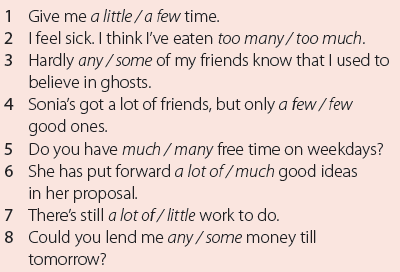 1 Give me a little / a few time.
2 I feel sick. I think I've eaten too many / too much.
3 Hardly any / some of my friends know that I used to
believe in ghosts.
4 Sonia's got a lot of friends, but only a few / few
good ones.
5 Do you have much / many free time on weekdays?
6 She has put forward a lot of / much good ideas
in her proposal.
7 There's still a lot of / little work to do.
8 Could you lend me any / some money till
tomorrow?